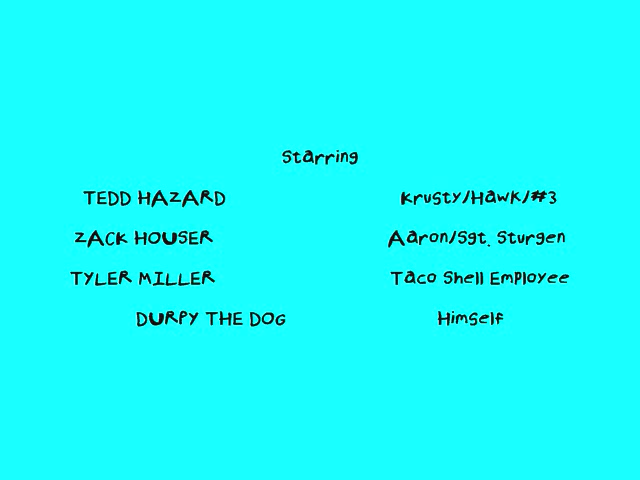 Starring
TEDD HAZARD Krusty/Hawk/#3
ZACK HOUSER Aaron/Sgt. Sturgen
TYLER MILLER Taco Shell Employee
DURPY THE DOG Himself